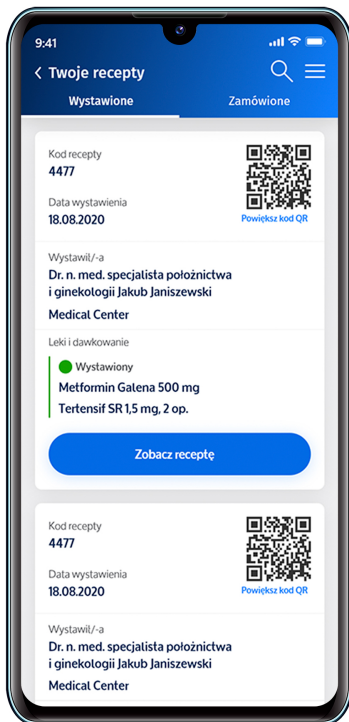 9:41
Twoje recepty
Wystawione
Zamówione
Kod recepty
4477
Data wystawienia
18.08.2020
Powiększ kod QR
Wystawił/-a
Dr. n. med. specjalista położnictwa
i ginekologii Jakub Janiszewski
Medical Center
Leki i dawkowanie
Wystawiony
Metformin Galena 500 mg
Tertensif SR 1,5 mg, 2 op.
Zobacz receptę
Kod recepty
4477
Data wystawienia
18.08.2020
Powiększ kod QR
Wystawił/-a
Dr. n. med. specjalista położnictwa
i ginekologii Jakub Janiszewski
Medical Center